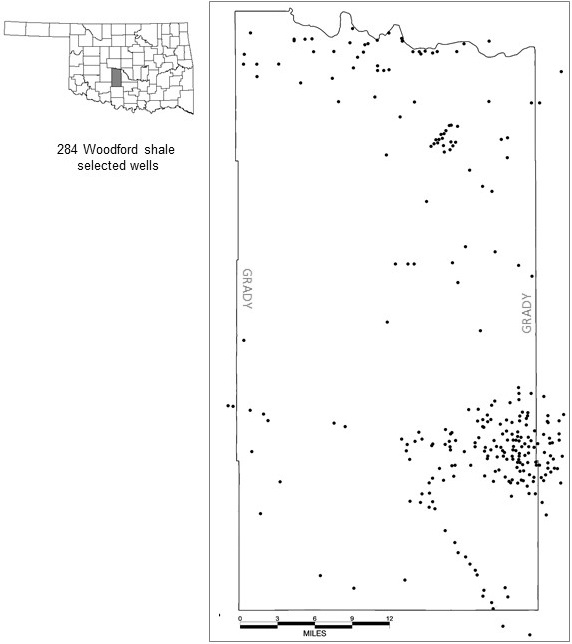 284 Woodford shale
selected wells
GRADY
GRADY
0 3 6 9 12
MILES